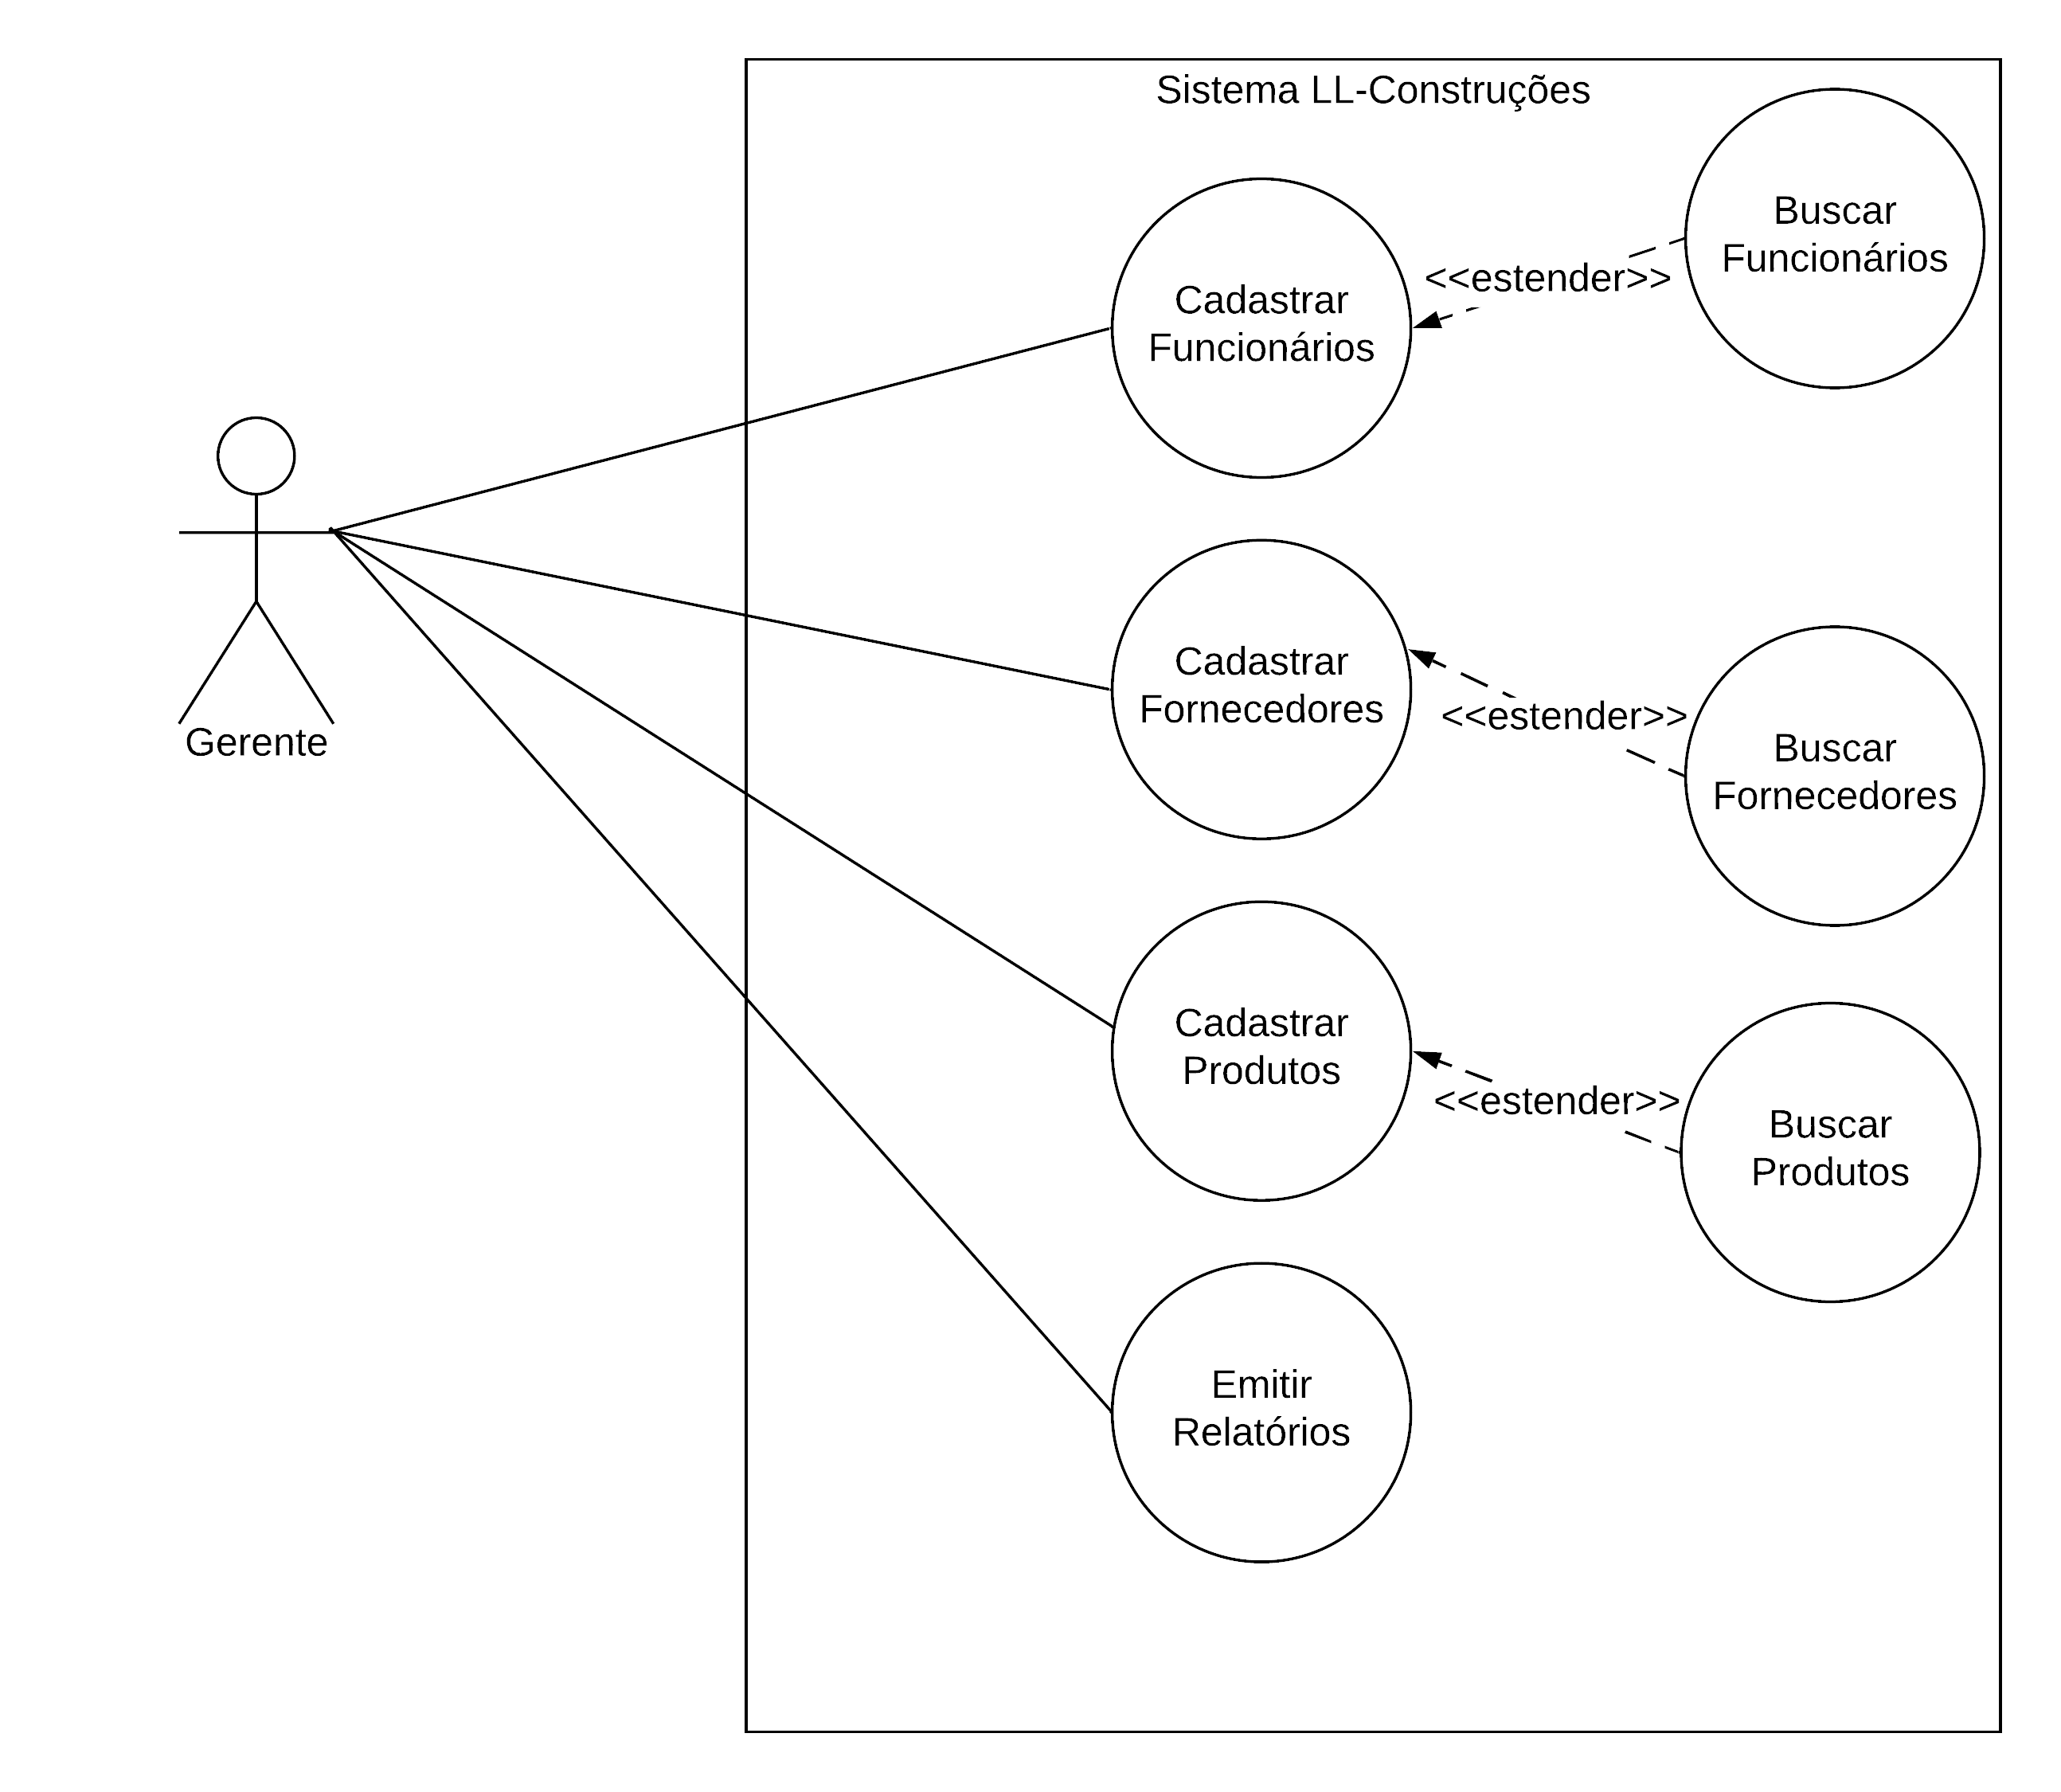 Sistema LL-Construções
Buscar
Funcionários
<<estender>>
Cadastrar
Funcionários
Gerente
Cadastrar
Fornecedores
<<estender>>
Buscar
Fornecedores
Cadastrar
Produtos
<<estender>>
Buscar
Produtos
Emitir
Relatórios